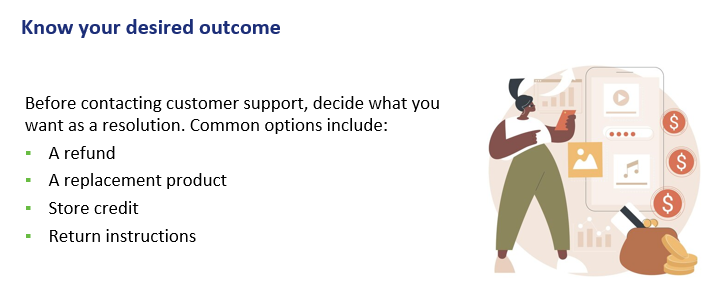 Know your desired outcome
Before contacting customer support, decide what you
want as a resolution. Common options include:
▪ A refund
▪ A replacement product
▪ Store credit
▪ Return instructions
$
$
$